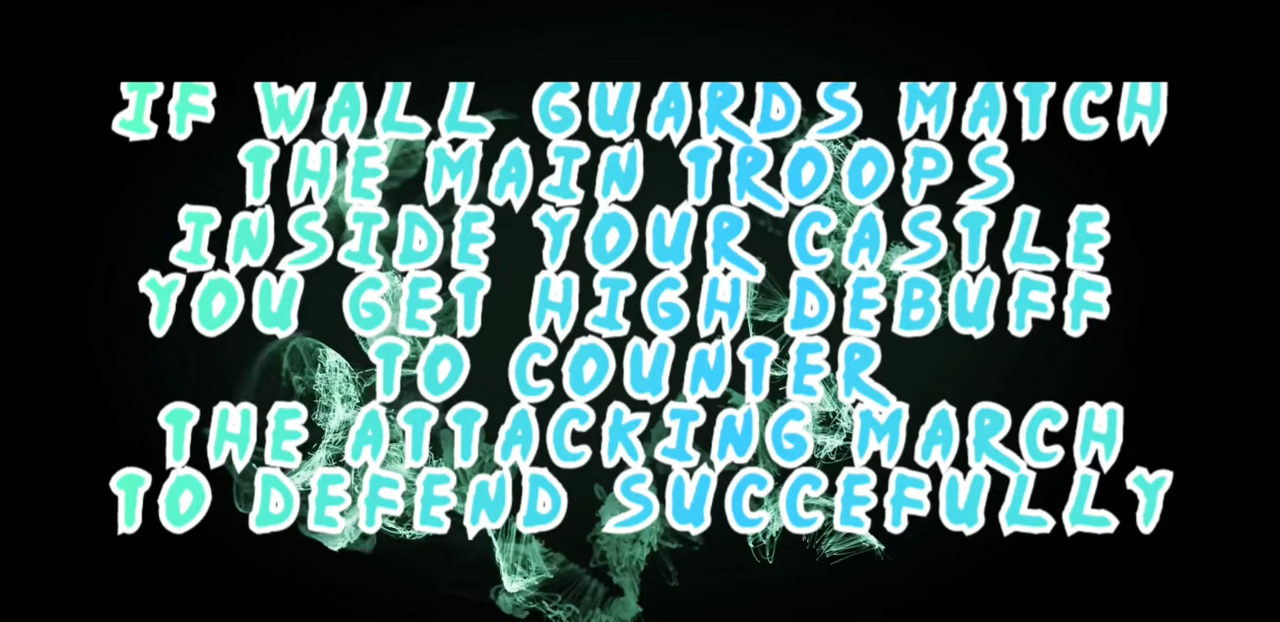 IF WALL GUARDS MATCH
THE MAIN TROOPS
INSIDE YOUR CASTLE
YOU GET HIGH DEBUFF
TO COUNTER
THE ATTACKING MARCH
TO DEFEND SUCCEFULLY